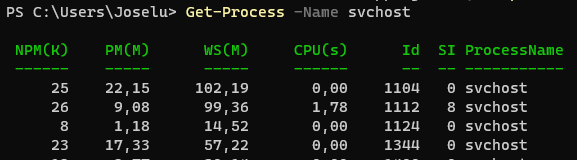 PS C:\Users\Joselu> Get-Process -Name svchost
NPM(K) PM(M) WS(M) CPU(s) Id SI ProcessName
------ ----- ----- ------ -- -- -----------
25 22,15 102,19 0,00 1104 0 svchost
26 9,08 99,36 1,78 1112 8 svchost
8 1,18 14,52 0,00 1124 0 svchost
23 17,33 57,22 0,00 1344 0 svchost